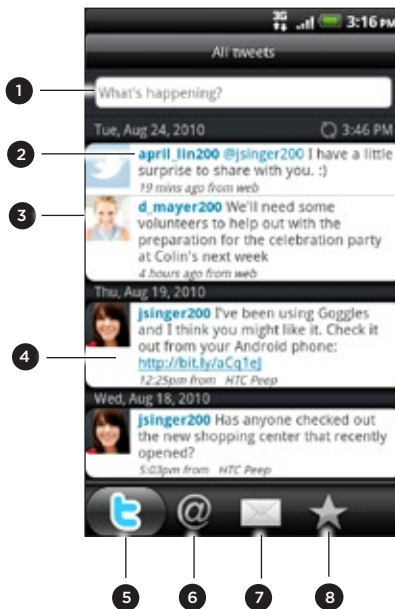 3G 3:16 PM
All tweets
1
What's happening?
Tue, Aug 24, 2010 3:46 PM
2
april_lin200 @jsinger200 I have a little
surprise to share with you. :)
19 mins ago from web
3
d_mayer200 We'll need some
volunteers to help out with the
preparation for the celebration party
at Colin's next week
4 hours ago from web
Thu, Aug 19, 2010
jsinger200 I've been using Goggles
and I think you might like it. Check it
out from your Android phone:
4
http://bit.ly/aCq1eJ
12:25pm from HTC Peep
Wed, Aug 18, 2010
jsinger200 Has anyone checked out
the new shopping center that recently
opened?
5:03pm from HTC Peep
t @
5 6 7 8